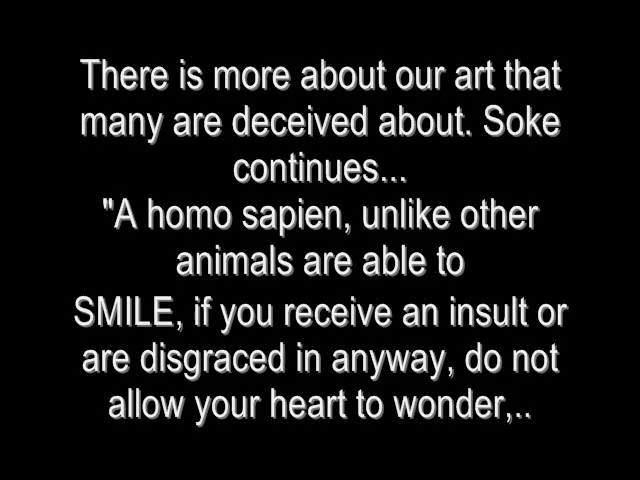 There is more about our art that
many are deceived about. Soke
continues...
"A homo sapien, unlike other
animals are able to
SMILE, if you receive an insult or
are disgraced in anyway, do not
allow your heart to wonder,..